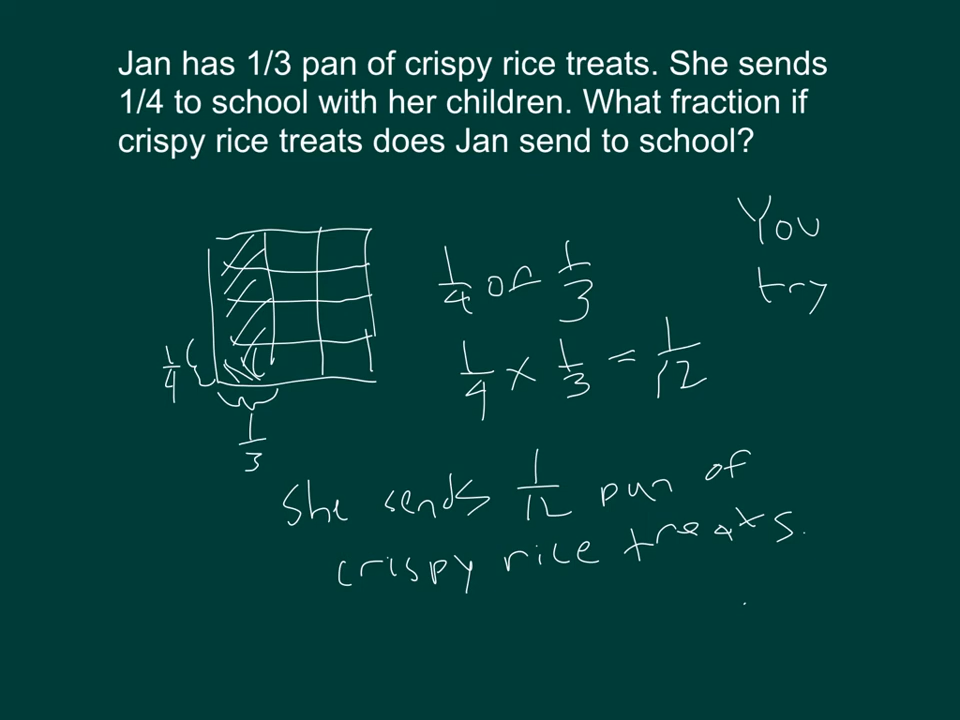 Jan has 1/3 pan of crispy rice treats. She sends
1/4 to school with her children. What fraction if
crispy rice treats does Jan send to school?
You
try
1/4 of 1/3
1/4 × 1/3 = 1/12
1/4
1/3
She sends 1/12 pan of
crispy rice treats.